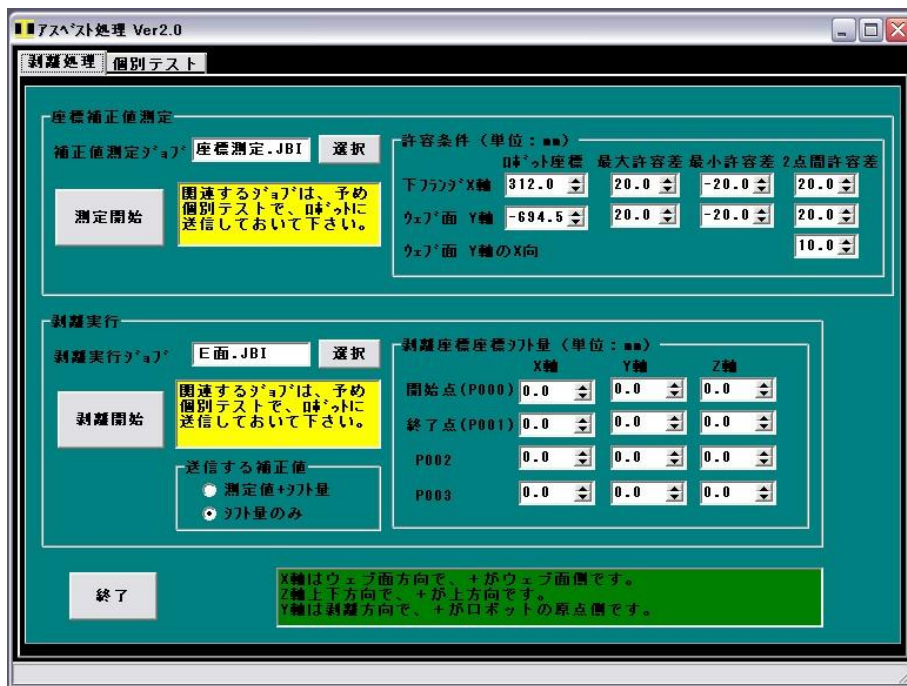 アスベスト処理 Ver2.0
剥離処理 個別テスト
座標補正値測定
補正値測定ジョブ 座標測定.JBI 選択
測定開始
関連するジョブは、予め
個別テストで、ロボットに
送信しておいて下さい。
許容条件（単位：mm）
ロボット座標 最大許容差 最小許容差 2点間許容差
下フランジX軸 312.0 20.0 -20.0 20.0
ウェブ面 Y軸 -694.5 20.0 -20.0 20.0
ウェブ面 Y軸のX向 10.0
剥離実行
剥離実行ジョブ E面.JBI 選択
剥離開始
関連するジョブは、予め
個別テストで、ロボットに
送信しておいて下さい。
送信する補正値
測定値+シフト量
シフト量のみ
剥離座標座標シフト量（単位：mm）
X軸 Y軸 Z軸
開始点(P000) 0.0 0.0 0.0
終了点(P001) 0.0 0.0 0.0
P002 0.0 0.0 0.0
P003 0.0 0.0 0.0
終了
X軸はウェブ面方向で、＋がウェブ面側です。
Z軸上下方向で、＋が上方向です。
Y軸は剥離方向で、＋がロボットの原点側です。